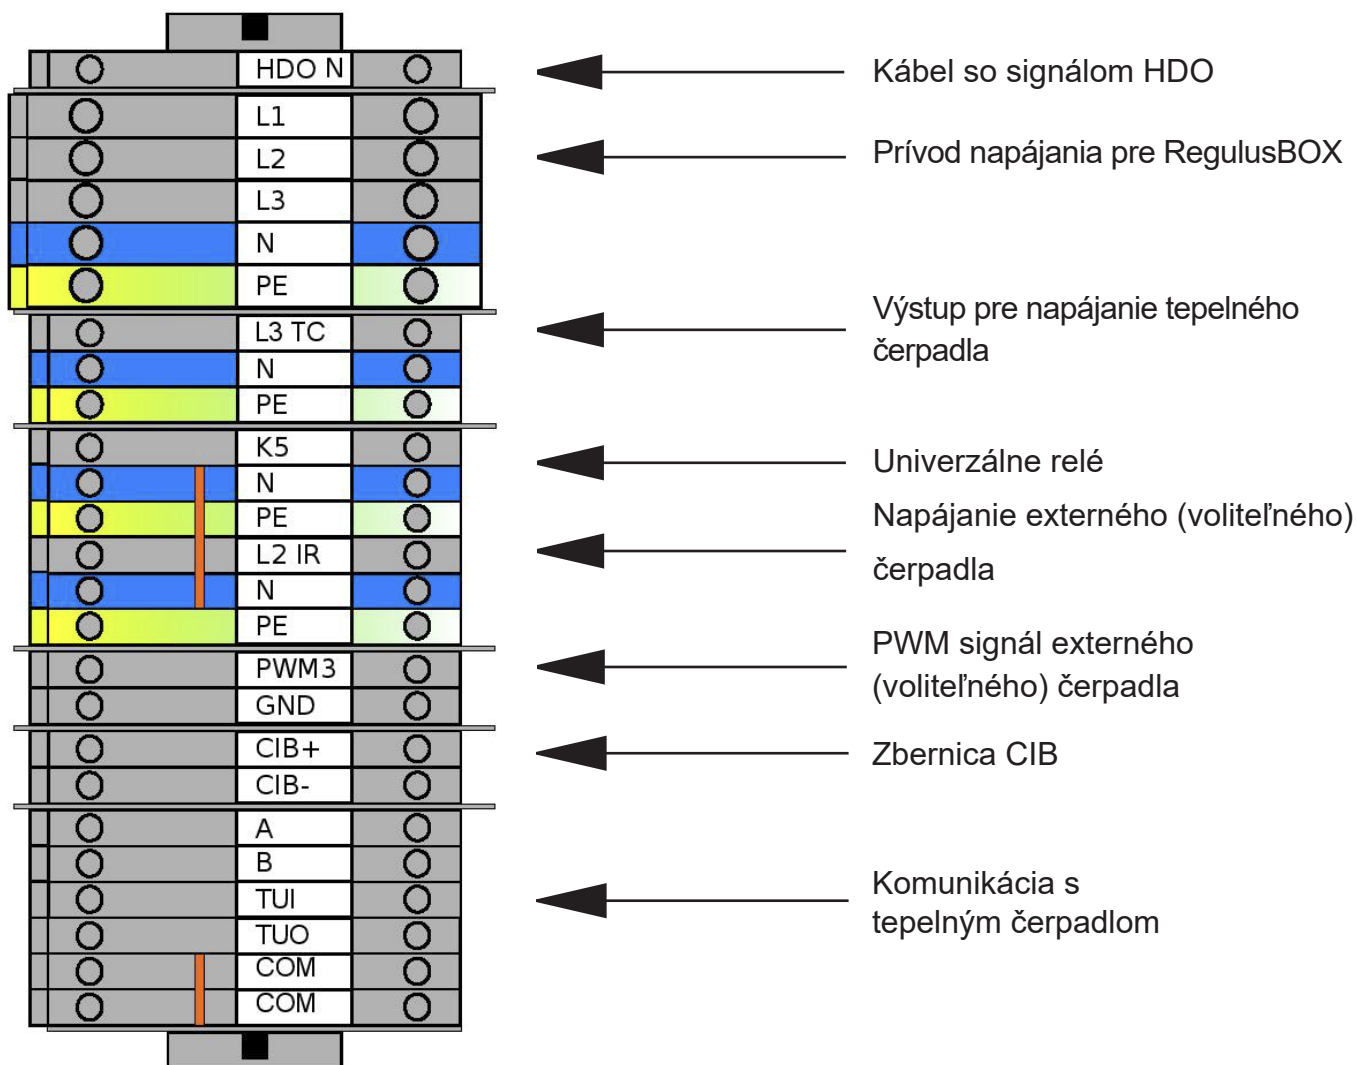 HDO N
Kábel so signálom HDO
L1
L2
Prívod napájania pre RegulusBOX
L3
N
PE
L3 TC
Výstup pre napájanie tepelného
čerpadla
N
PE
K5
Univerzálne relé
N
PE
Napájanie externého (voliteľného)
čerpadla
L2 IR
N
PE
PWM3
PWM signál externého
(voliteľného) čerpadla
GND
CIB+
Zbernica CIB
CIB-
A
B
TUI
Komunikácia s
tepelným čerpadlom
TUO
COM
COM